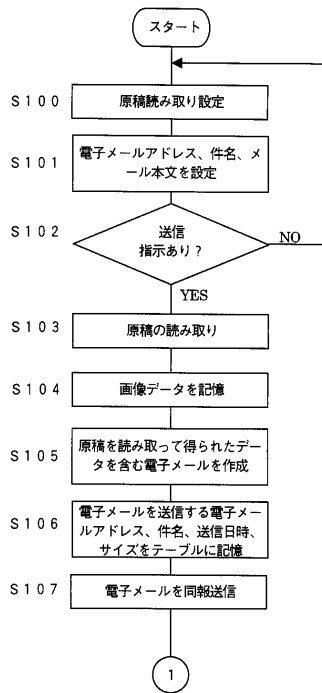 スタート
S100
原稿読み取り設定
S101
電子メールアドレス、件名、メ
ール本文を設定
S102
送信
指示あり?
NO
YES
S103
原稿の読み取り
S104
画像データを記憶
S105
原稿を読み取って得られたデー
タを含む電子メールを作成
S106
電子メールを送信する電子メー
ルアドレス、件名、送信日時、
サイズをテーブルに記憶
S107
電子メールを同報送信
1